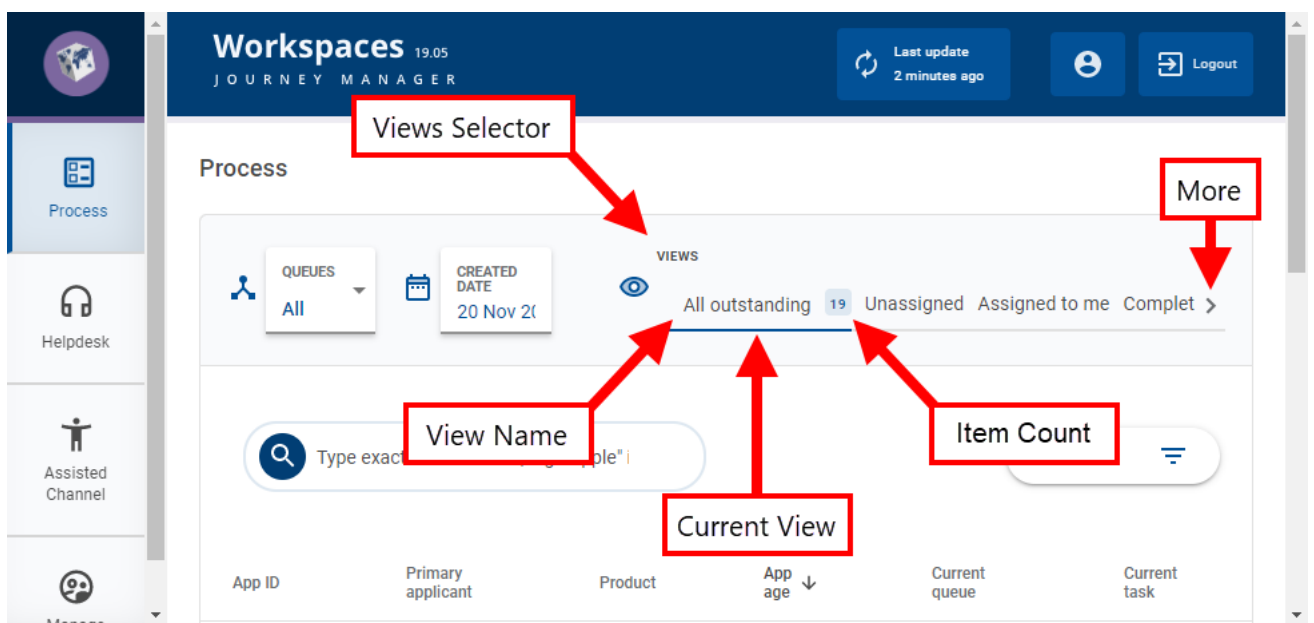 Workspaces 19.05
JOURNEY MANAGER
Last update
2 minutes ago
Logout
Views Selector
Process
More
Process
QUEUES
All
CREATED
DATE
20 Nov 2
VIEWS
All outstanding 19 Unassigned Assigned to me Complet
Helpdesk
View Name
Item Count
Type exact
ple" i
Current View
Assisted
Channel
App ID
Primary
applicant
Product
App
age
Current
queue
Current
task
Manage